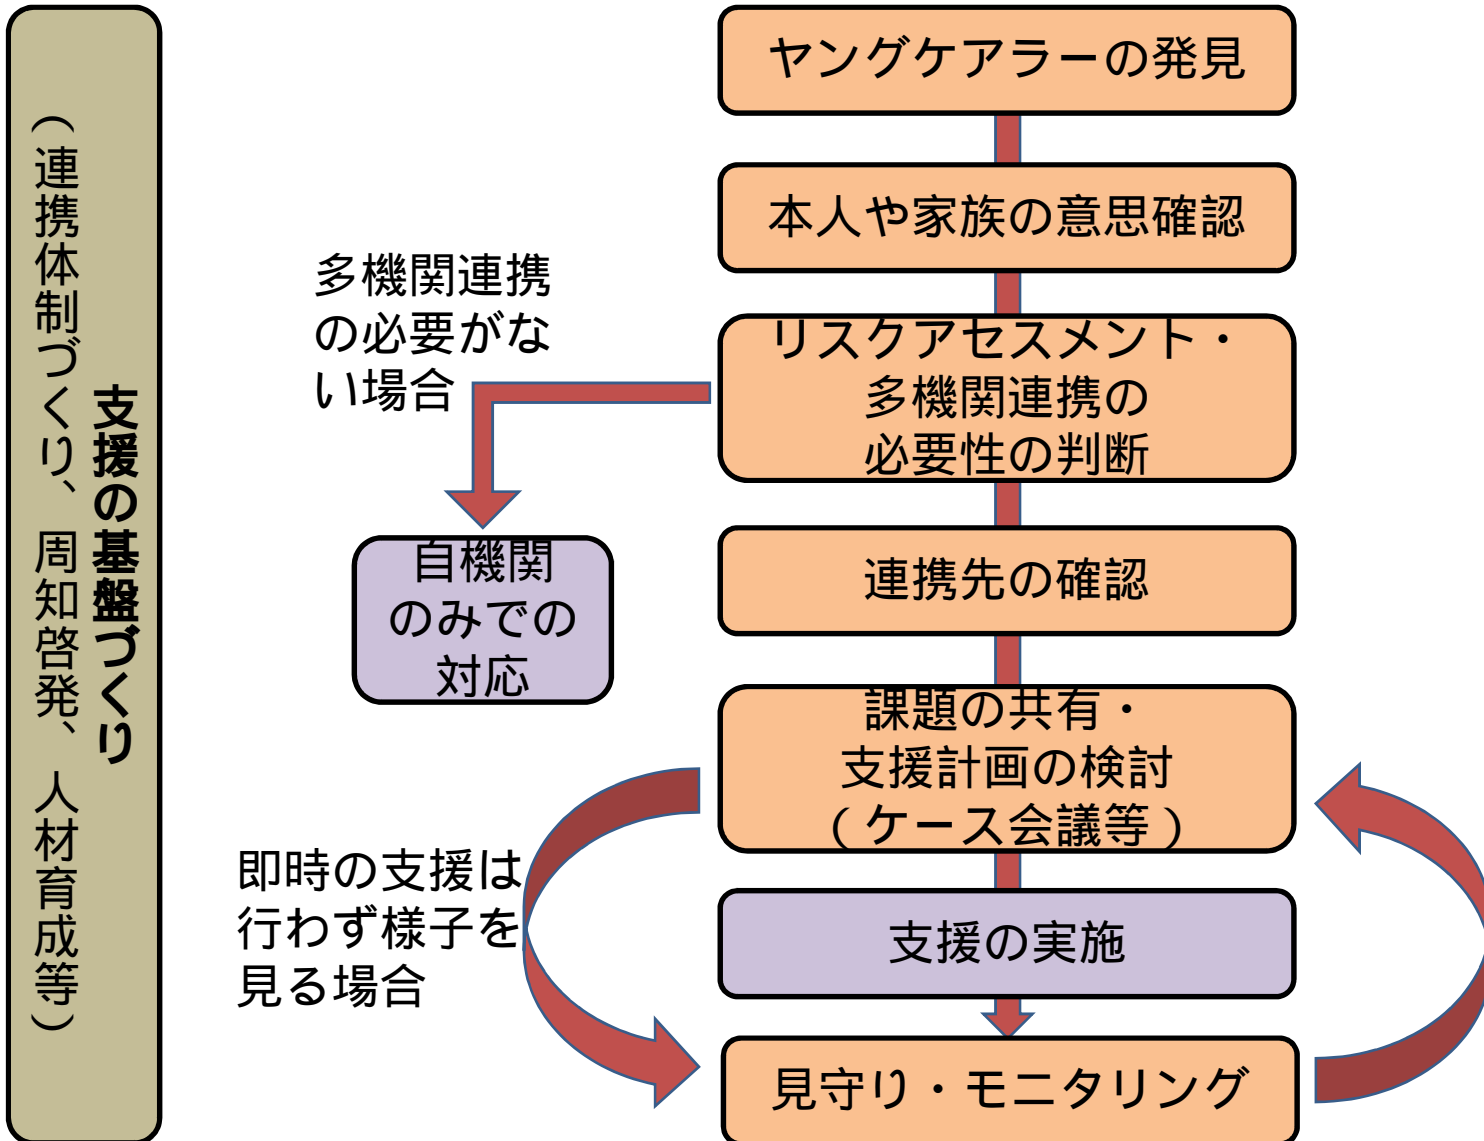 支援の基盤づくり
（連携体制づくり、周知啓発、人材育成等）
ヤングケアラーの発見
本人や家族の意思確認
多機関連携
の必要がな
い場合
リスクアセスメント・
多機関連携の
必要性の判断
自機関
のみでの
対応
連携先の確認
課題の共有・
支援計画の検討
（ケース会議等）
即時の支援は
行わず様子を
見る場合
支援の実施
見守り・モニタリング